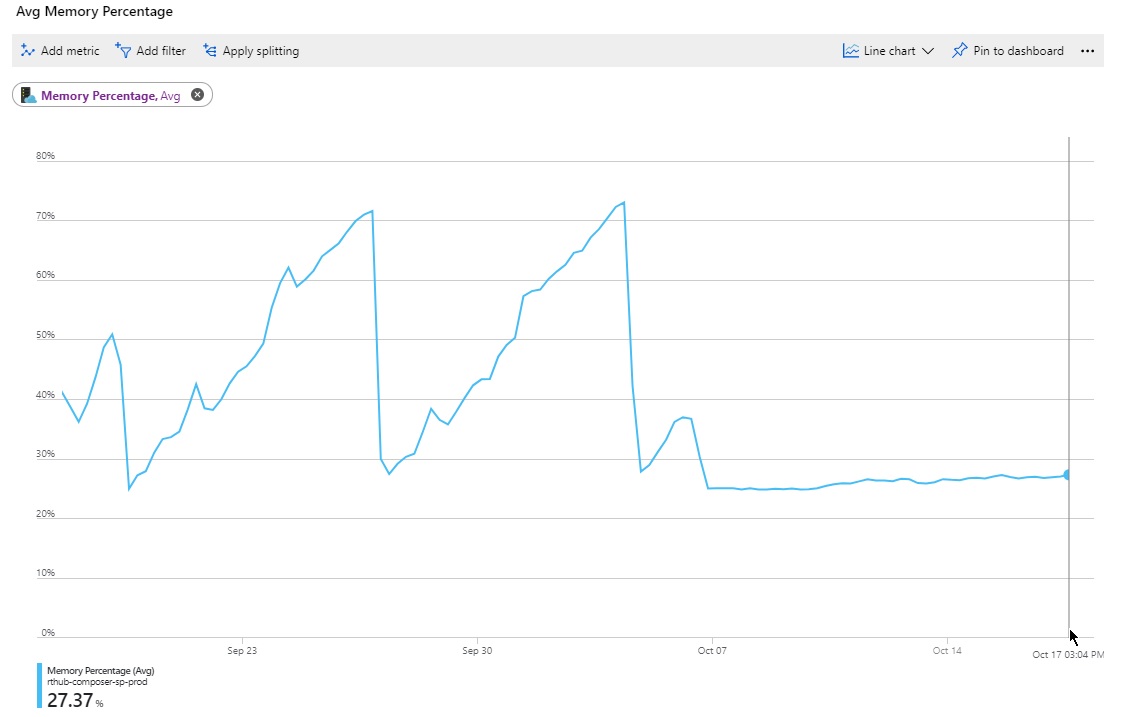 Avg Memory Percentage
Add metric Add filter Apply splitting Line chart Pin to dashboard ...
Memory Percentage, Avg
80%
70%
60%
50%
40%
30%
20%
10%
0%
Sep 23 Sep 30 Oct 07 Oct 14 Oct 17 03:04 PM
Memory Percentage (Avg)
rthub-composer-sp-prod
27.37 %